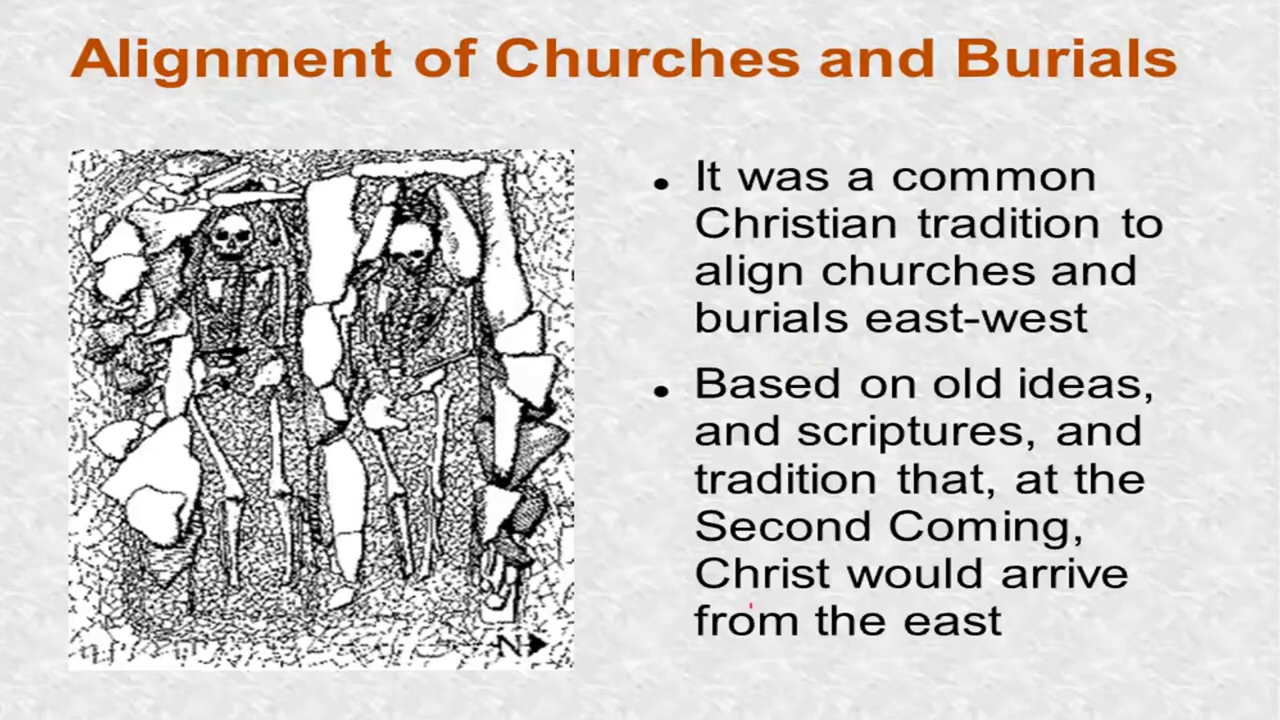 Alignment of Churches and Burials
• It was a common
Christian tradition to
align churches and
burials east-west
• Based on old ideas,
and scriptures, and
tradition that, at the
Second Coming,
Christ would arrive
from the east
N